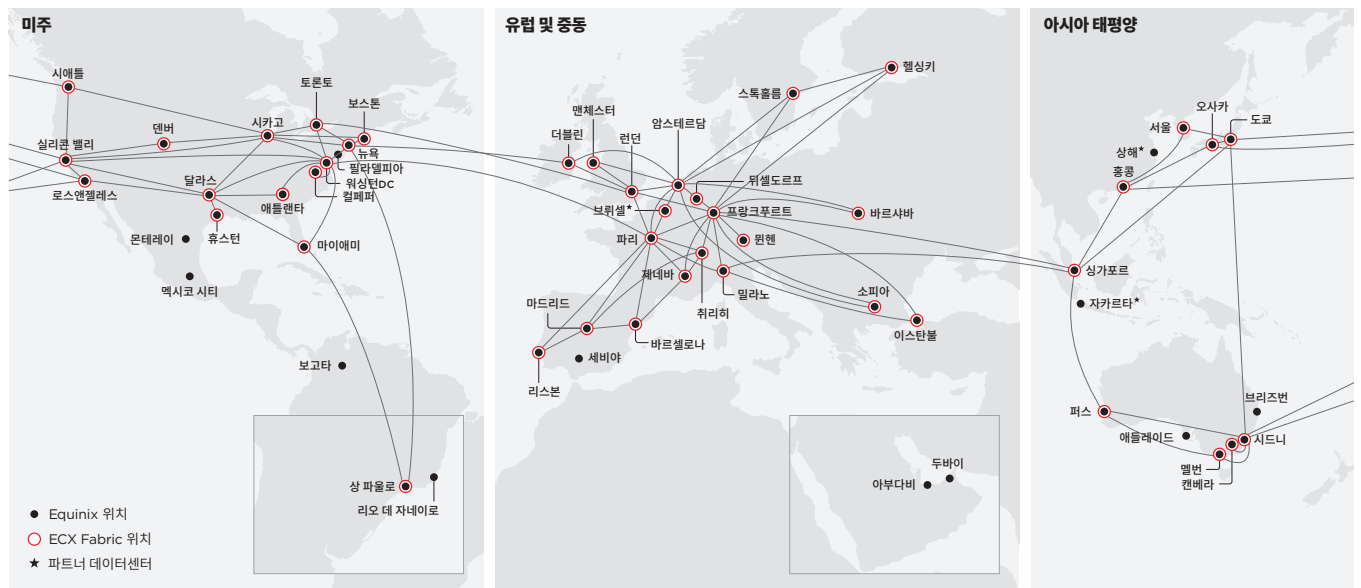 미주
시애틀
실리콘 밸리
로스앤젤레스
덴버
시카고
토론토
보스톤
뉴욕
필라델피아
워싱턴DC
컬페퍼
달라스
애틀랜타
휴스턴
마이애미
몬테레이
멕시코 시티
보고타
상 파울로
리오 데 자네이로
Equinix 위치
ECX Fabric 위치
★ 파트너 데이터센터
유럽 및 중동
헬싱키
스톡홀름
맨체스터
더블린
런던
암스테르담
뒤셀도르프
브뤼셀★
프랑크푸르트
바르샤바
파리
뮌헨
제네바
밀라노
취리히
소피아
이스탄불
마드리드
바르셀로나
세비야
리스본
두바이
아부다비
아시아 태평양
오사카
도쿄
서울
상해★
홍콩
싱가포르
자카르타★
퍼스
브리즈번
애들레이드
시드니
멜번
캔베라